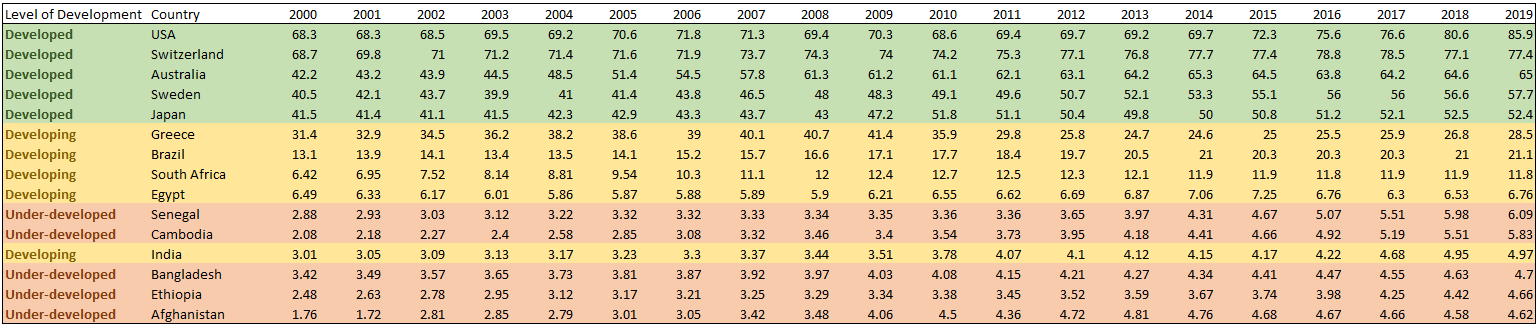 Level of Development Country 2000 2001 2002 2003 2004 2005 2006 2007 2008 2009 2010 2011 2012 2013 2014 2015 2016 2017 2018 2019
Developed USA 68.3 68.3 68.5 69.5 69.2 70.6 71.8 71.3 69.4 70.3 68.6 69.4 69.7 69.2 69.7 72.3 75.6 76.6 80.6 85.9
Developed Switzerland 68.7 69.8 71 71.2 71.4 71.6 71.9 73.7 74.3 74 74.2 75.3 77.1 76.8 77.7 77.4 78.8 78.5 77.1 77.4
Developed Australia 42.2 43.2 43.9 44.5 48.5 51.4 54.5 57.8 61.3 61.2 61.1 62.1 63.1 64.2 65.3 64.5 63.8 64.2 64.6 65
Developed Sweden 40.5 42.1 43.7 39.9 41 41.4 43.8 46.5 48 48.3 49.1 49.6 50.7 52.1 53.3 55.1 56 56 56.6 57.7
Developed Japan 41.5 41.4 41.1 41.5 42.3 42.9 43.3 43.7 43 47.2 51.8 51.1 50.4 49.8 50 50.8 51.2 52.1 52.5 52.4
Developing Greece 31.4 32.9 34.5 36.2 38.2 38.6 39 40.1 40.7 41.4 35.9 29.8 25.8 24.7 24.6 25 25.5 25.9 26.8 28.5
Developing Brazil 13.1 13.9 14.1 13.4 13.5 14.1 15.2 15.7 16.6 17.1 17.7 18.4 19.7 20.5 21 20.3 20.3 20.3 21 21.1
Developing South Africa 6.42 6.95 7.52 8.14 8.81 9.54 10.3 11.1 12 12.4 12.7 12.5 12.3 12.1 11.9 11.9 11.8 11.9 11.9 11.8
Developing Egypt 6.49 6.33 6.17 6.01 5.86 5.87 5.88 5.89 5.9 6.21 6.55 6.62 6.69 6.87 7.06 7.25 6.76 6.3 6.53 6.76
Under-developed Senegal 2.88 2.93 3.03 3.12 3.22 3.32 3.32 3.33 3.34 3.35 3.36 3.36 3.65 3.97 4.31 4.67 5.07 5.51 5.98 6.09
Under-developed Cambodia 2.08 2.18 2.27 2.4 2.58 2.85 3.08 3.32 3.46 3.4 3.54 3.73 3.95 4.18 4.41 4.66 4.92 5.19 5.51 5.83
Developing India 3.01 3.05 3.09 3.13 3.17 3.23 3.3 3.37 3.44 3.51 3.78 4.07 4.1 4.12 4.15 4.17 4.22 4.68 4.95 4.97
Under-developed Bangladesh 3.42 3.49 3.57 3.65 3.73 3.81 3.87 3.92 3.97 4.03 4.08 4.15 4.21 4.27 4.34 4.41 4.47 4.55 4.63 4.7
Under-developed Ethiopia 2.48 2.63 2.78 2.95 3.12 3.17 3.21 3.25 3.29 3.34 3.38 3.45 3.52 3.59 3.67 3.74 3.98 4.25 4.42 4.66
Under-developed Afghanistan 1.76 1.72 2.81 2.85 2.79 3.01 3.05 3.42 3.48 4.06 4.5 4.36 4.72 4.81 4.76 4.68 4.67 4.66 4.58 4.62